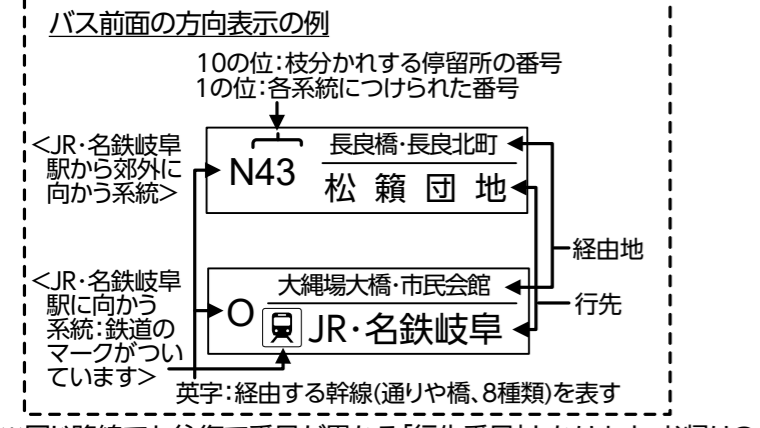 バス前面の方向表示の例
10の位:枝分かれする停留所の番号
1の位:各系統につけられた番号
<JR・名鉄岐阜
駅から郊外に
向かう系統>
N43
長良橋・長良北町
松籟団地
経由地
行先
<JR・名鉄岐阜
駅に向かう
系統:鉄道の
マークがつい
ています>
O
大縄場大橋・市民会館
JR・名鉄岐阜
英字:経由する幹線(通りや橋、8種類)を表す